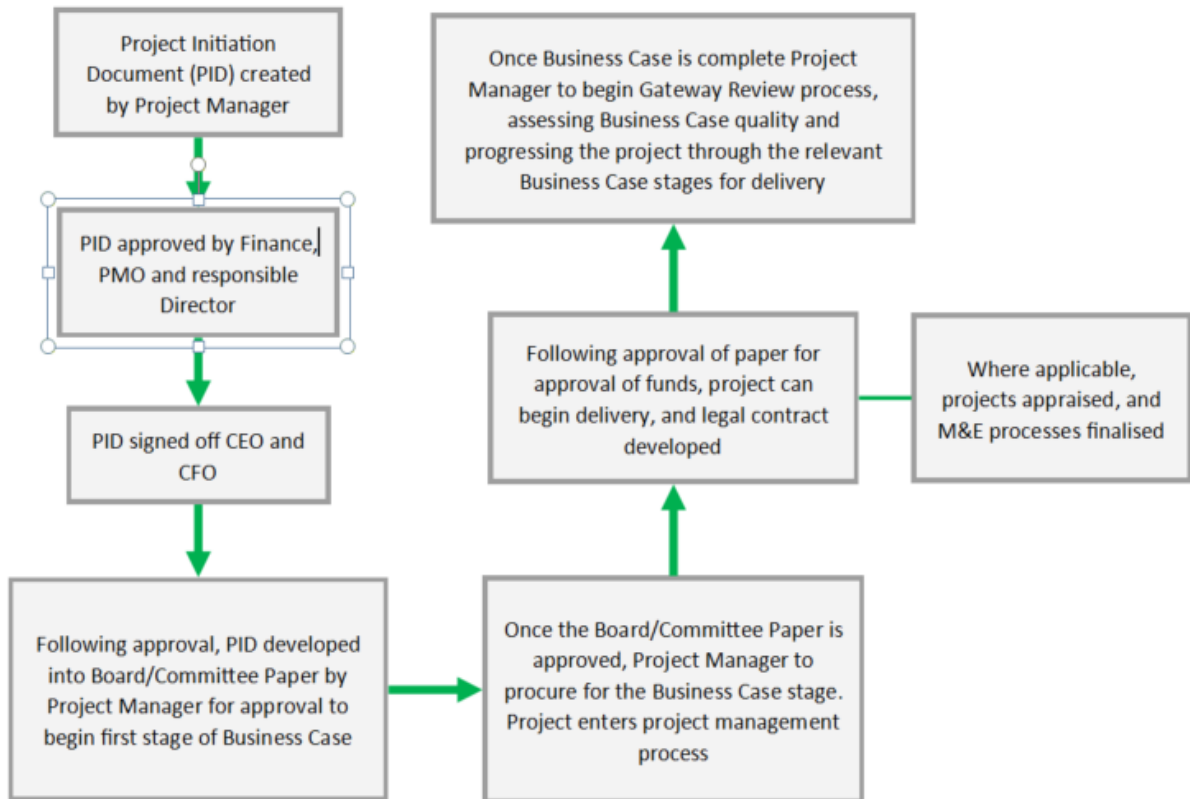 Project Initiation
Document (PID) created
by Project Manager
PID approved by Finance,
PMO and responsible
Director
PID signed off CEO and
CFO
Following approval, PID developed
into Board/Committee Paper by
Project Manager for approval to
begin first stage of Business Case
Once the Board/Committee Paper is
approved, Project Manager to
procure for the Business Case stage.
Project enters project management
process
Following approval of paper for
approval of funds, project can
begin delivery, and legal contract
developed
Where applicable,
projects appraised, and
M&E processes finalised
Once Business Case is complete Project
Manager to begin Gateway Review process,
assessing Business Case quality and
progressing the project through the relevant
Business Case stages for delivery